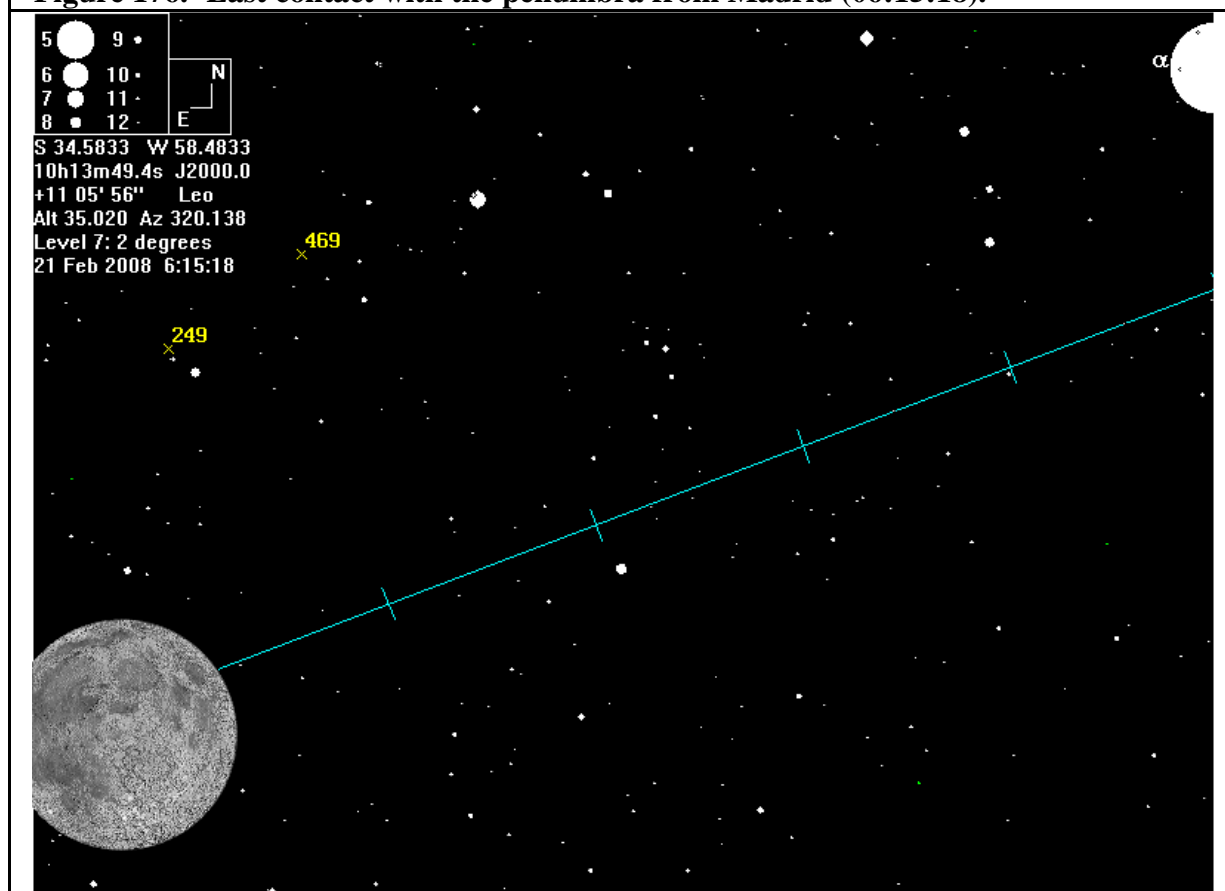 Figure 176. Last contact with the penumbra from Madrid (06:15:18).
5 9
6 10
7 11
8 12
N
E
α
S 34.5833 W 58.4833
10h13m49.4s J2000.0
+11 05' 56" Leo
Alt 35.020 Az 320.138
Level 7: 2 degrees
21 Feb 2008 6:15:18
469
249